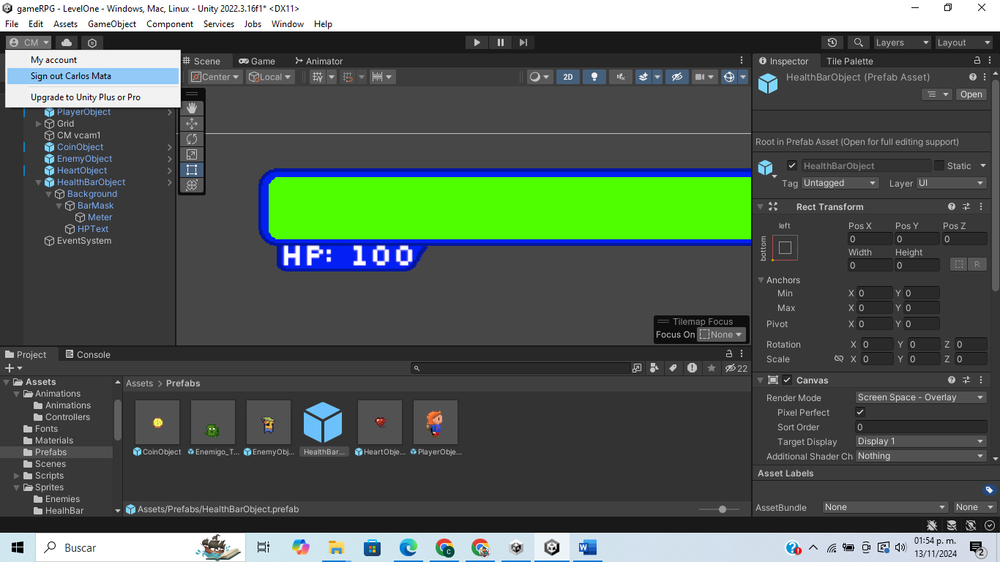 gameRPG - LevelOne - Windows, Mac, Linux - Unity 2022.3.16f1* <DX11>
File Edit Assets GameObject Component Services Jobs Window Help
CM
Layers Layout
My account
Sign out Carlos Mata
Upgrade to Unity Plus or Pro
Scene Game Animator
Center Local 2D
PlayerObject
Grid
CM vcam1
CoinObject
EnemyObject
HeartObject
HealthBarObject
Background
BarMask
Meter
HPText
EventSystem
HP: 100
Tilemap Focus
Focus On None
Inspector Tile Palette
HealthBarObject (Prefab Asset)
Open
Root in Prefab Asset (Open for full editing support)
HealthBarObject Static
Tag Untagged Layer UI
Rect Transform
left
bottom
Pos X Pos Y Pos Z
0 0 0
Width Height
0 0 R
Anchors
Min X 0 Y 0
Max X 0 Y 0
Pivot X 0 Y 0
Rotation X 0 Y 0 Z 0
Scale X 0 Y 0 Z 0
Canvas
Render Mode Screen Space - Overlay
Pixel Perfect
Sort Order 0
Target Display Display 1
Additional Shader Ch Nothing
Asset Labels
AssetBundle None None
Project Console
22
Assets
Animations
Animations
Controllers
Fonts
Materials
Prefabs
Scenes
Scripts
Sprites
Enemies
HealhBar
Assets > Prefabs
CoinObject Enemigo_T... EnemyObj... HealthBar... HeartObje... PlayerObje...
Assets/Prefabs/HealthBarObject.prefab
Buscar
01:54 p. m.
13/11/2024
2